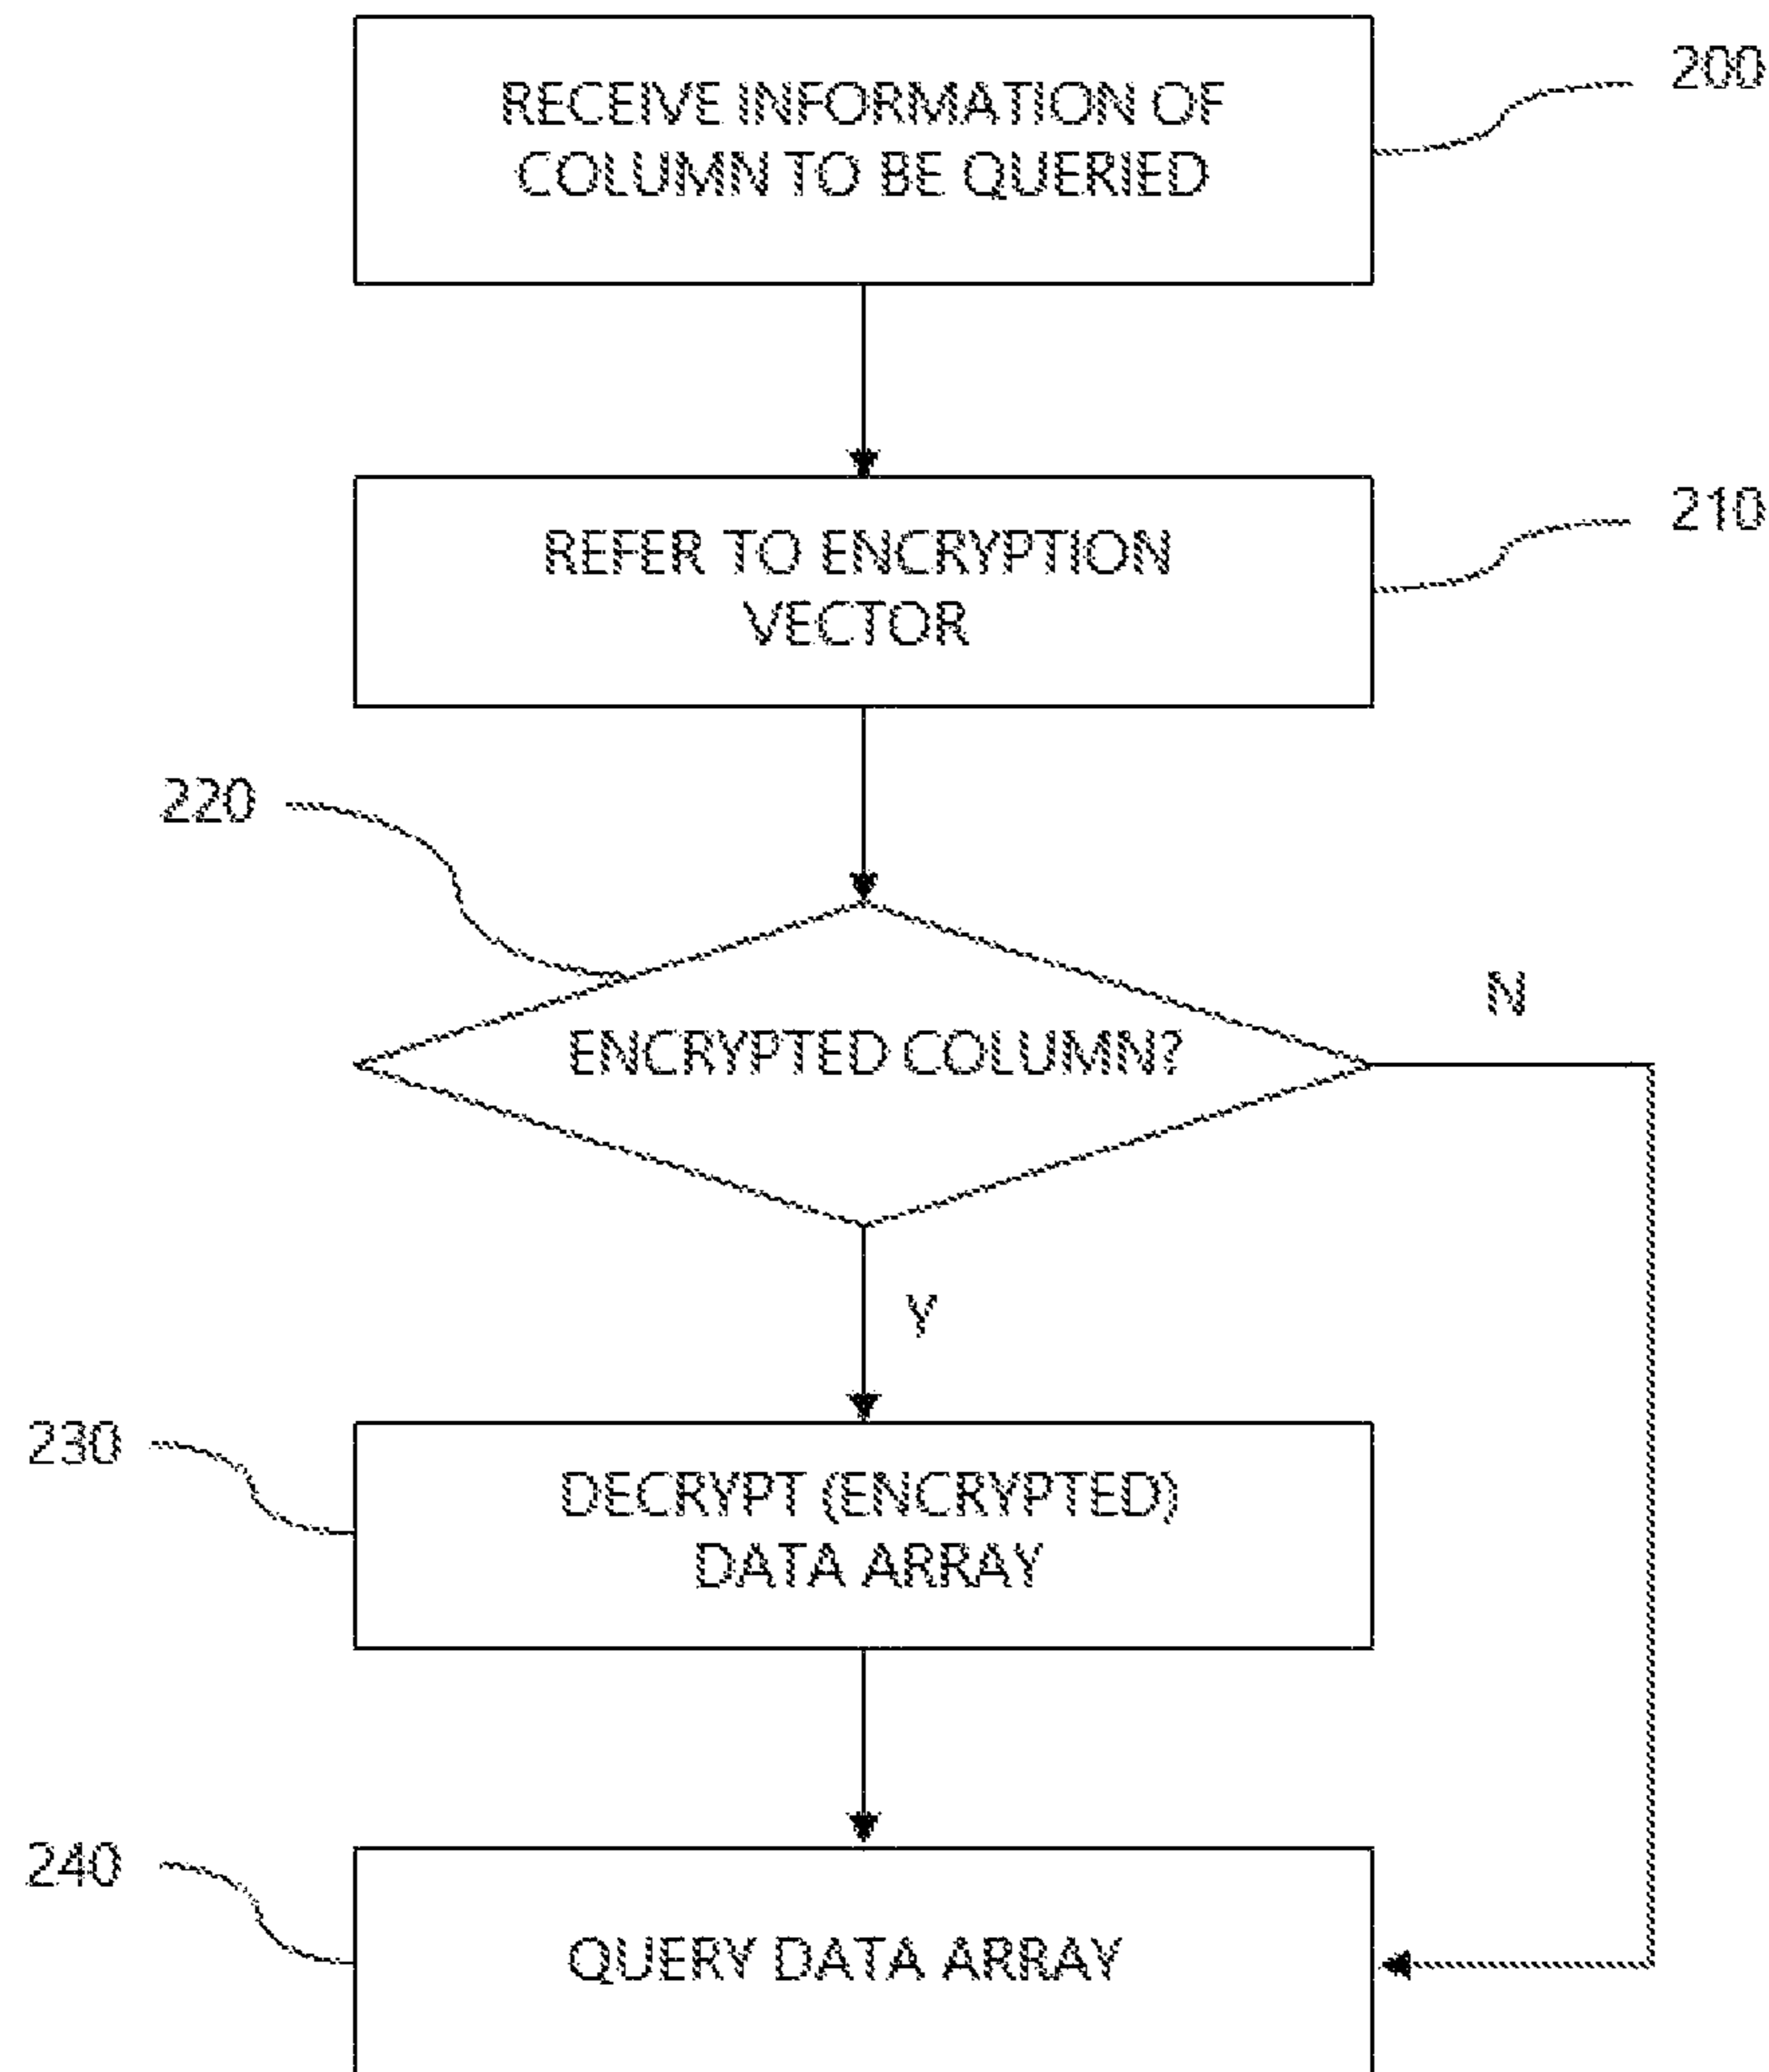 RECEIVE INFORMATION OF
COLUMN TO BE QUERIED
200
REFER TO ENCRYPTION
VECTOR
210
220
ENCRYPTED COLUMN?
N
Y
230
DECRYPT (ENCRYPTED)
DATA ARRAY
240
QUERY DATA ARRAY